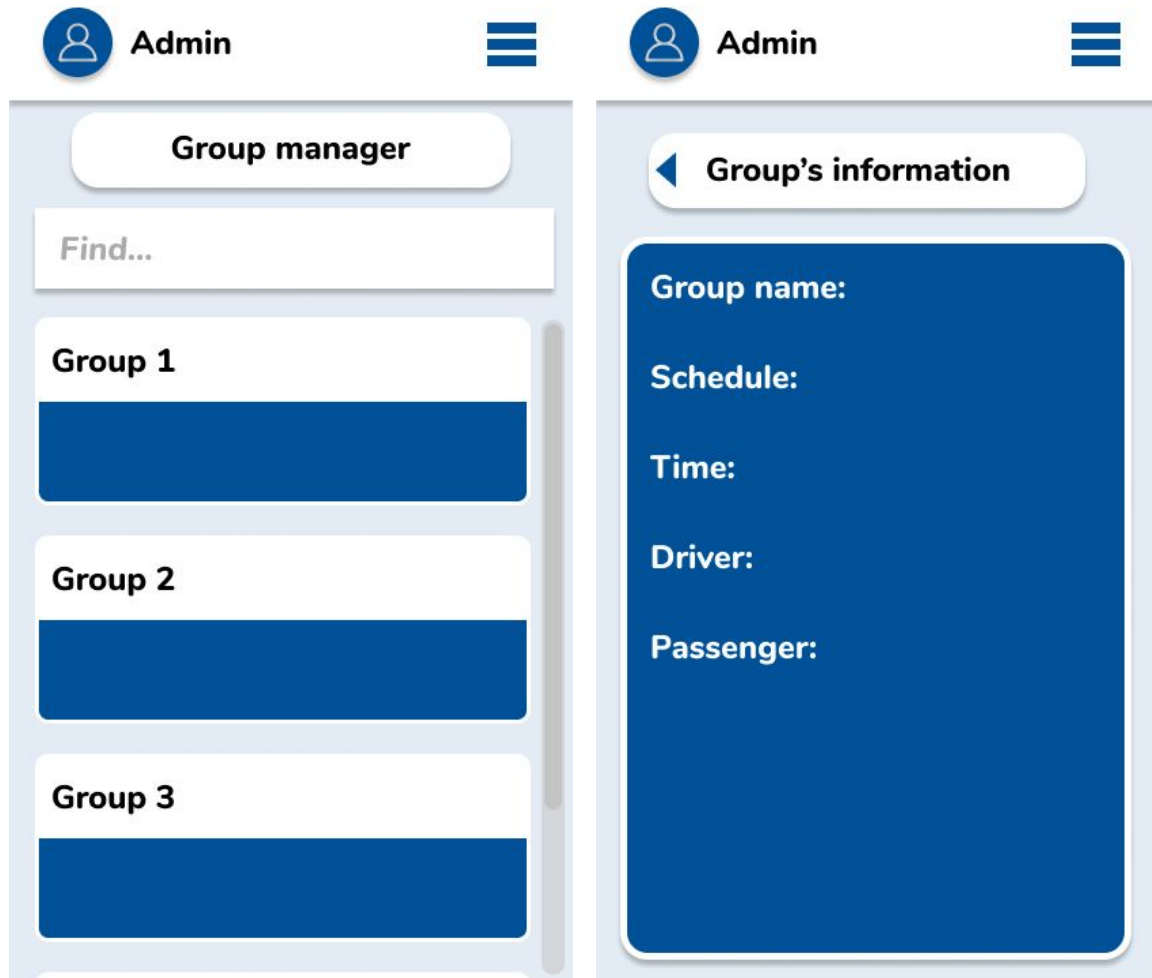 Admin
Group manager
Find...
Group 1
Group 2
Group 3
Admin
Group’s information
Group name:
Schedule:
Time:
Driver:
Passenger: